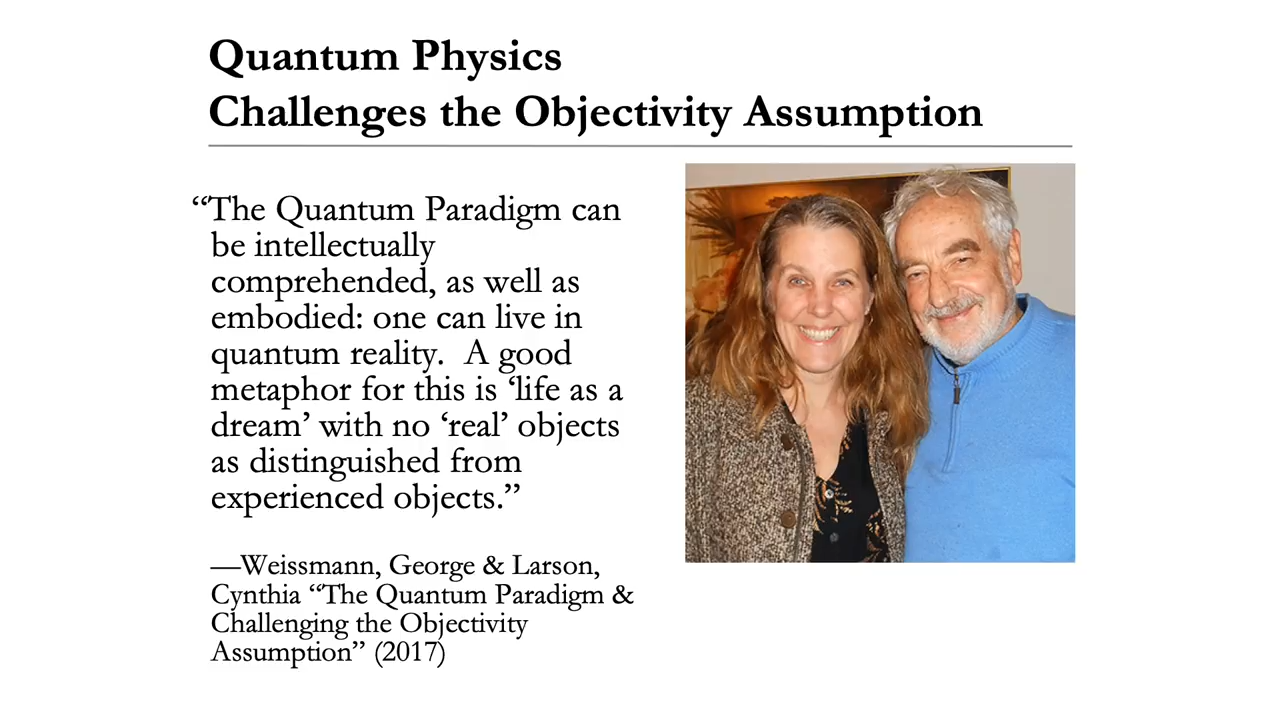 Quantum Physics
Challenges the Objectivity Assumption
“The Quantum Paradigm can
be intellectually
comprehended, as well as
embodied: one can live in
quantum reality.  A good
metaphor for this is ‘life as a
dream’ with no ‘real’ objects
as distinguished from
experienced objects.”
—Weissmann, George & Larson,
Cynthia “The Quantum Paradigm &
Challenging the Objectivity
Assumption” (2017)